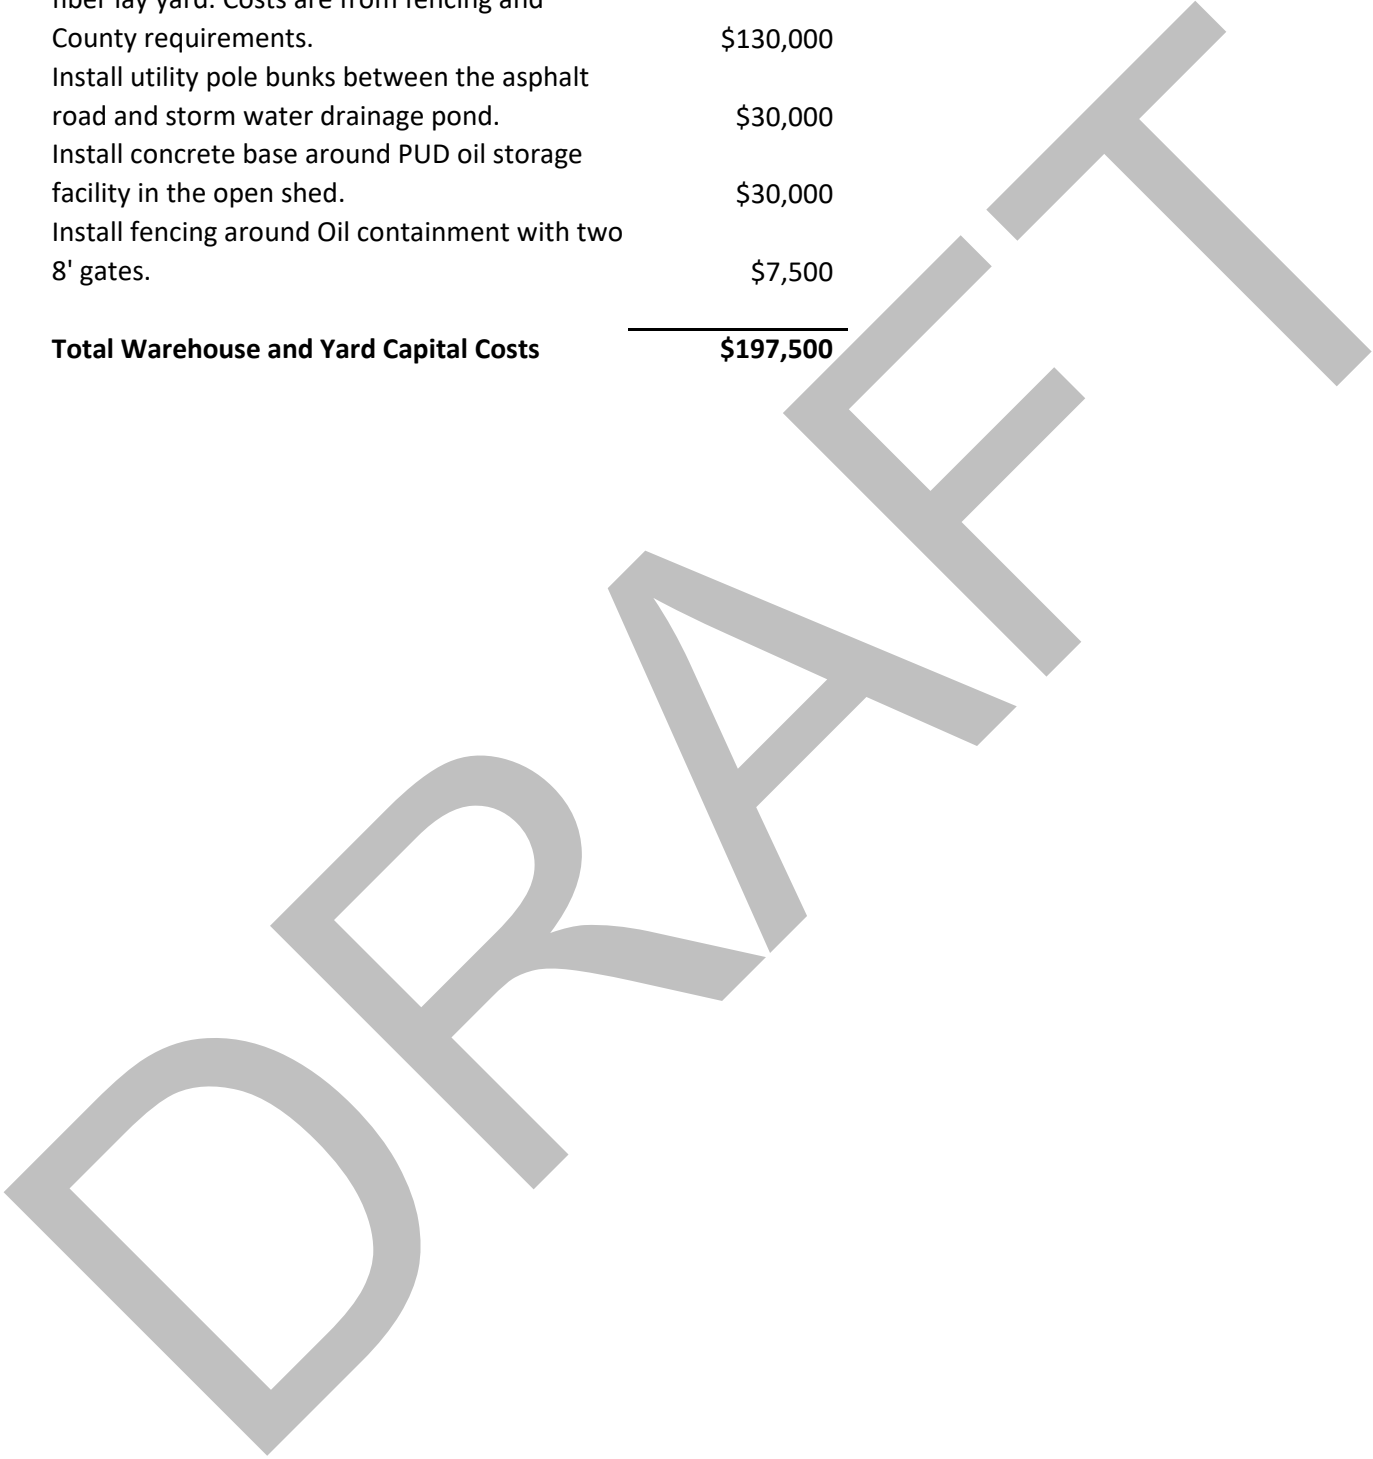 fiber lay yard. Costs are from fencing and
County requirements. $130,000
Install utility pole bunks between the asphalt
road and storm water drainage pond. $30,000
Install concrete base around PUD oil storage
facility in the open shed. $30,000
Install fencing around Oil containment with two
8' gates. $7,500
Total Warehouse and Yard Capital Costs $197,500
DRAFT